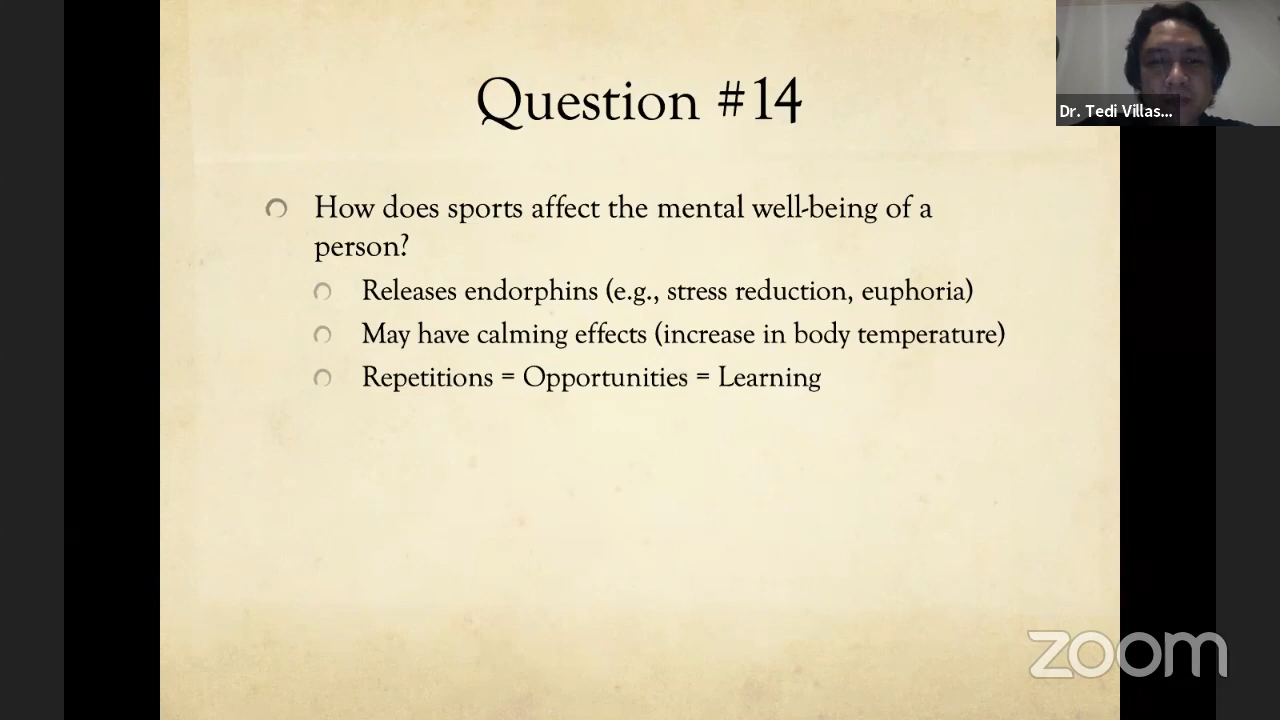 Question #14
Dr. Tedi Villas...
How does sports affect the mental well-being of a
person?
Releases endorphins (e.g., stress reduction, euphoria)
May have calming effects (increase in body temperature)
Repetitions = Opportunities = Learning
zoom